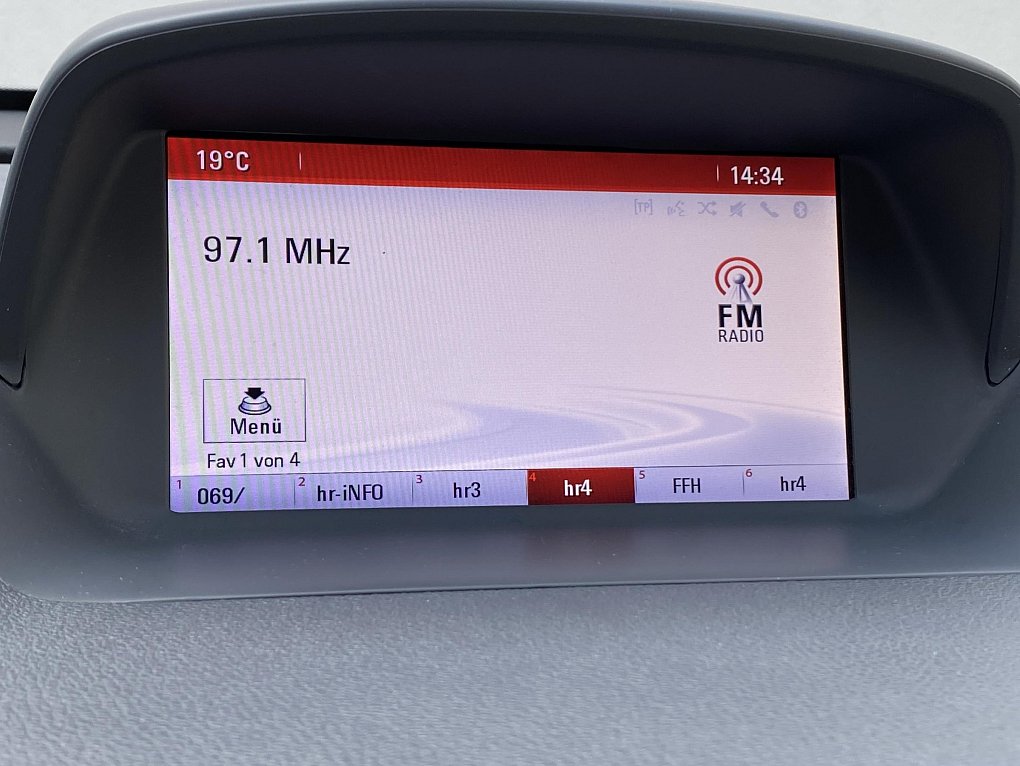 19°C
14:34
[TP]
97.1 MHz
FM
RADIO
Menü
Fav 1 von 4
1 069/ 2 hr-iNFO 3 hr3 4 hr4 5 FFH 6 hr4